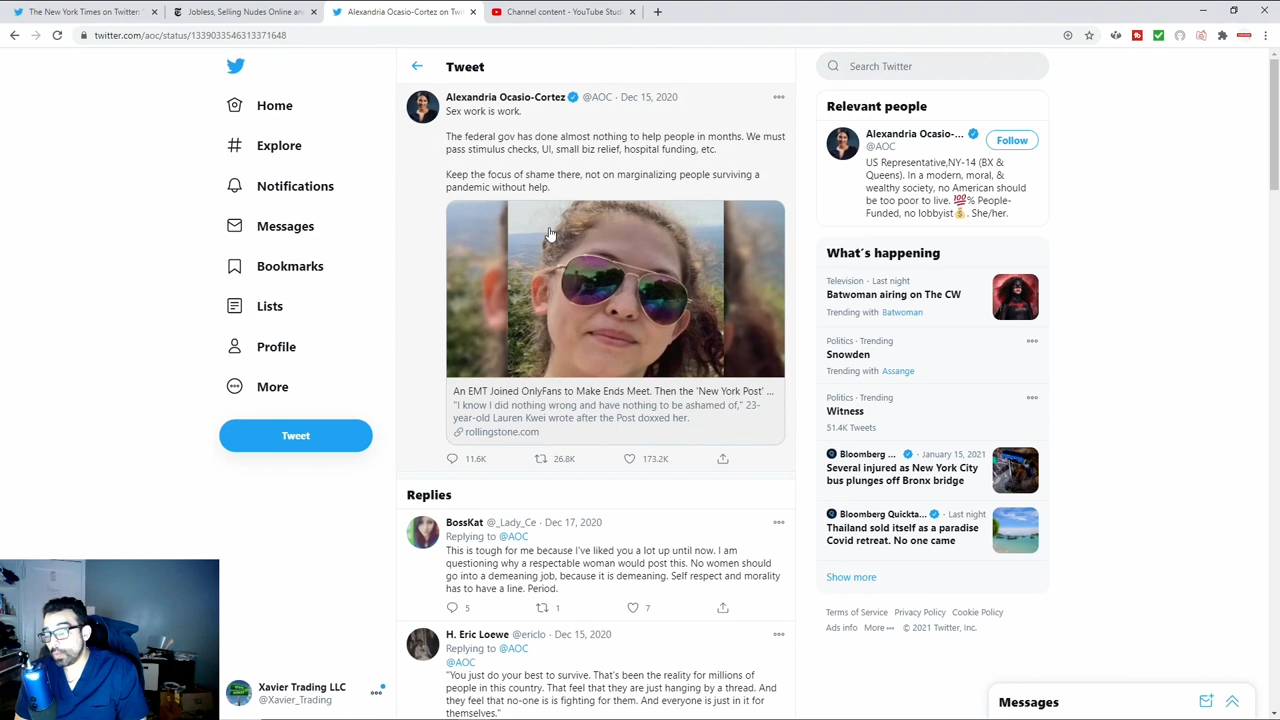 The New York Times on Twitter: "
Jobless, Selling Nudes Online an
Alexandria Ocasio-Cortez on Twi
Channel content - YouTube Studi
twitter.com/aoc/status/1339033546313371648
Home
Explore
Notifications
Messages
Bookmarks
Lists
Profile
More
Tweet
Xavier Trading LLC
@Xavier_Trading
Tweet
Alexandria Ocasio-Cortez @AOC · Dec 15, 2020
Sex work is work.
The federal gov has done almost nothing to help people in months. We must
pass stimulus checks, UI, small biz relief, hospital funding, etc.
Keep the focus of shame there, not on marginalizing people surviving a
pandemic without help.
An EMT Joined OnlyFans to Make Ends Meet. Then the 'New York Post' ...
"I know I did nothing wrong and have nothing to be ashamed of," 23-
year-old Lauren Kwei wrote after the Post doxxed her.
rollingstone.com
11.6K 26.8K 173.2K
Replies
BossKat @_Lady_Ce · Dec 17, 2020
Replying to @AOC
This is tough for me because I've liked you a lot up until now. I am
questioning why a respectable woman would post this. No women should
go into a demeaning job, because it is demeaning. Self respect and morality
has to have a line. Period.
5 1 7
H. Eric Loewe @ericlo · Dec 15, 2020
Replying to @AOC
@AOC
"You just do your best to survive. That's been the reality for millions of
people in this country. That feel that they are just hanging by a thread. And
they feel that no-one is is fighting for them. And everyone is just in it for
themselves."
Search Twitter
Relevant people
Alexandria Ocasio-...
@AOC
Follow
US Representative,NY-14 (BX &
Queens). In a modern, moral, &
wealthy society, no American should
be too poor to live. 💯% People-
Funded, no lobbyist💰. She/her.
What's happening
Television · Last night
Batwoman airing on The CW
Trending with Batwoman
Politics · Trending
Snowden
Trending with Assange
Politics · Trending
Witness
51.4K Tweets
Bloomberg ... · January 15, 2021
Several injured as New York City
bus plunges off Bronx bridge
Bloomberg Quickta... · Last night
Thailand sold itself as a paradise
Covid retreat. No one came
Show more
Terms of Service Privacy Policy Cookie Policy
Ads info More ··· © 2021 Twitter, Inc.
Messages